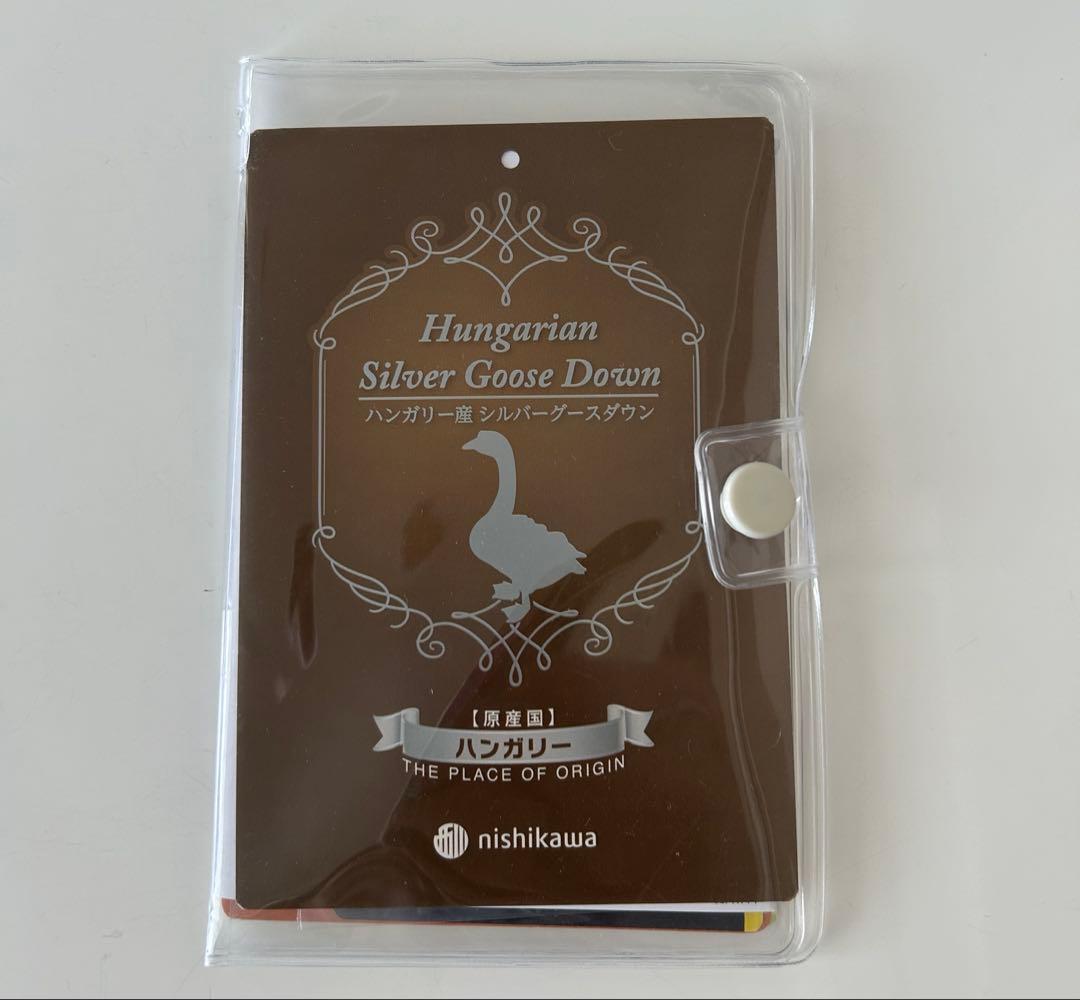 Hungarian
Silver Goose Down
ハンガリー産 シルバーグースダウン
【原産国】
ハンガリー
THE PLACE OF ORIGIN
nishikawa